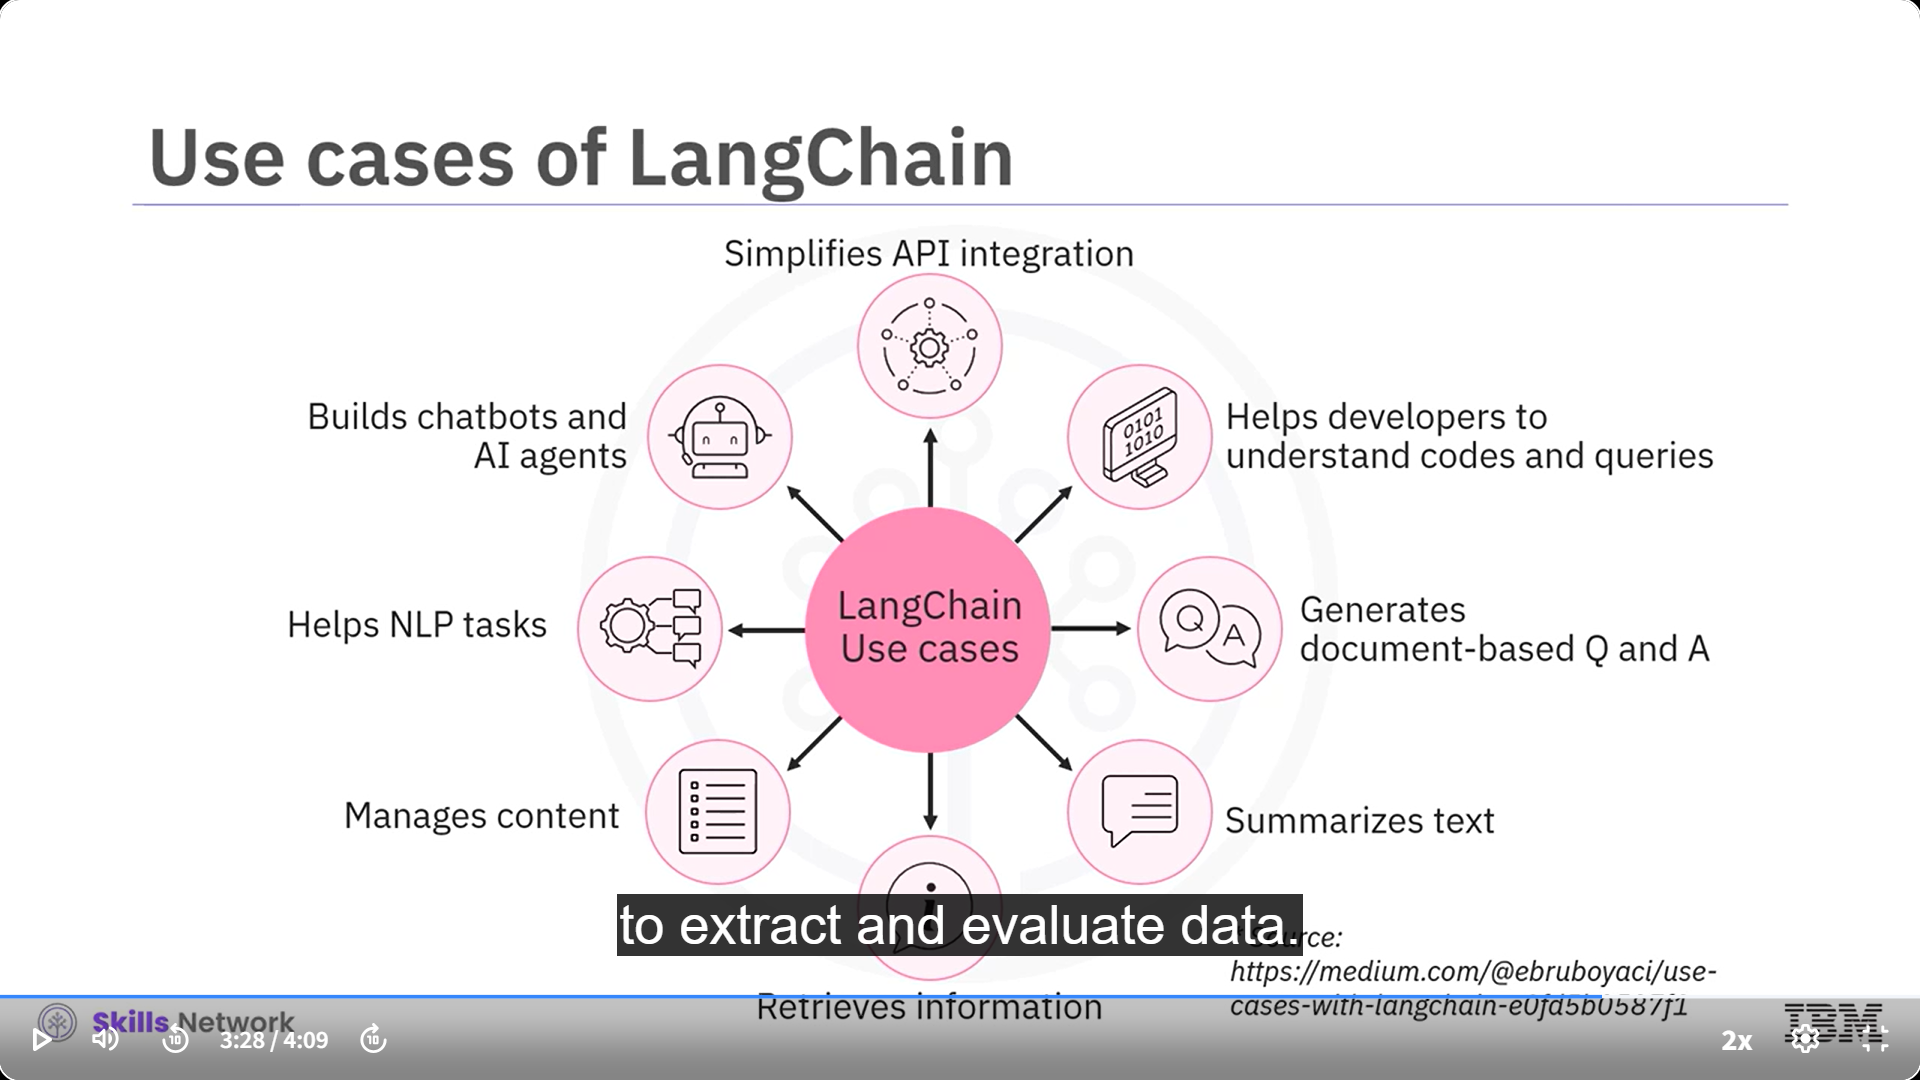 Use cases of LangChain
Simplifies API integration
Builds chatbots and
AI agents
0101
1010
Helps developers to
understand codes and queries
Helps NLP tasks
LangChain
Use cases
Q
A
Generates
document-based Q and A
Manages content
Summarizes text
i
to extract and evaluate data.
Source:
https://medium.com/@ebruboyaci/use-
cases-with-langchain-e0fd5b0587f1
Retrieves information
Skills Network
IBM
10
3:28 / 4:09
10
2x